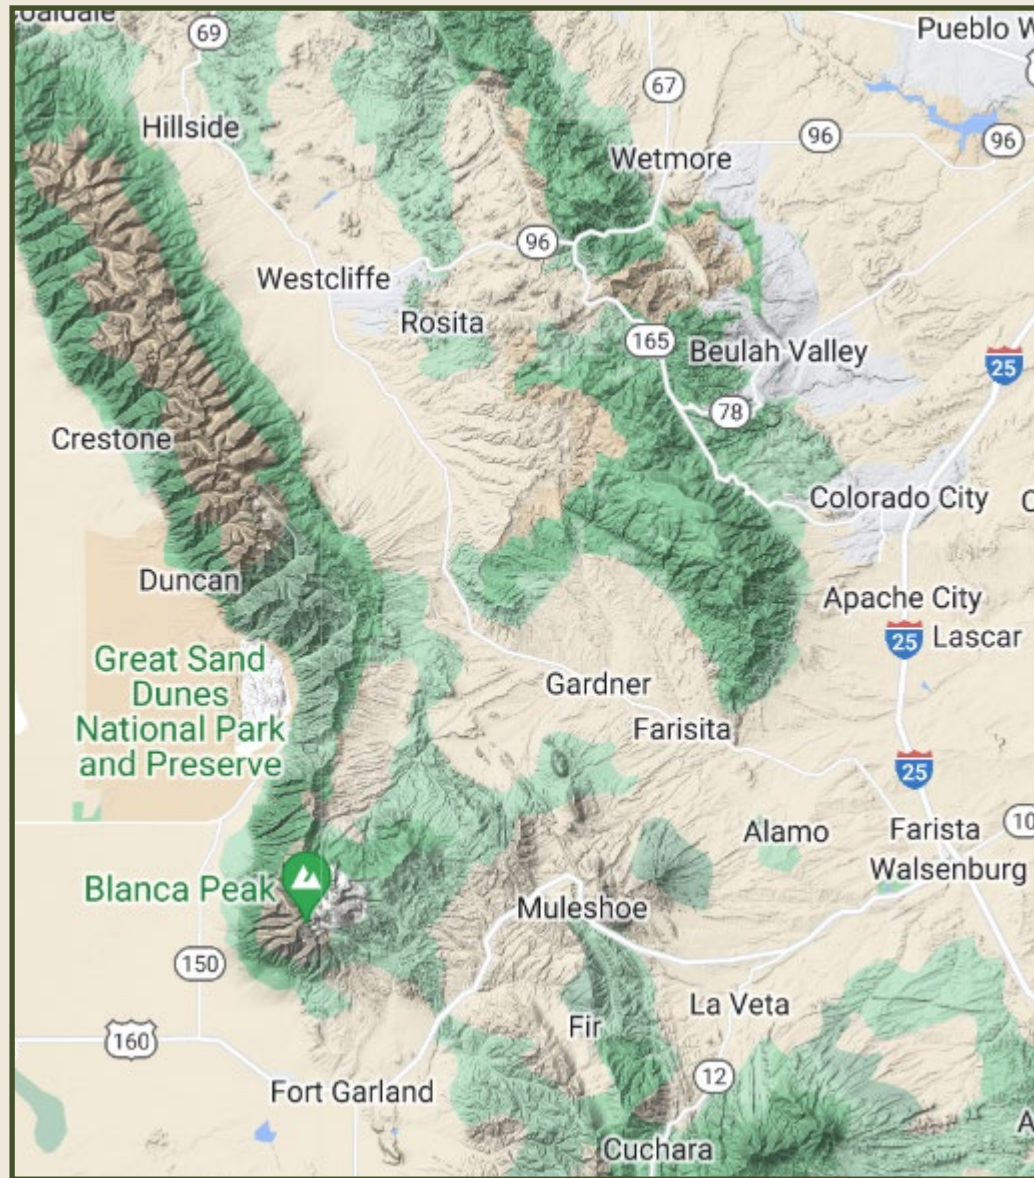 69
Pueblo W
67
Hillside
96
96
Wetmore
96
Westcliffe
Rosita
165
Beulah Valley
25
78
Crestone
Colorado City
Duncan
Apache City
25
Lascar
Great Sand
Dunes
National Park
and Preserve
Gardner
Farisita
25
Alamo
Farista
10
Walsenburg
Blanca Peak
Muleshoe
150
La Veta
Fir
160
12
Fort Garland
Cuchara